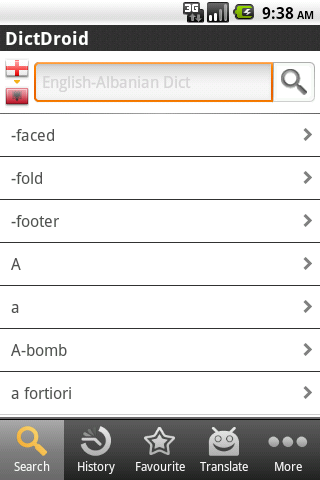 3G 9:38 AM
DictDroid
English-Albanian Dict
-faced
-fold
-footer
A
a
A-bomb
a fortiori
Search History Favourite Translate More